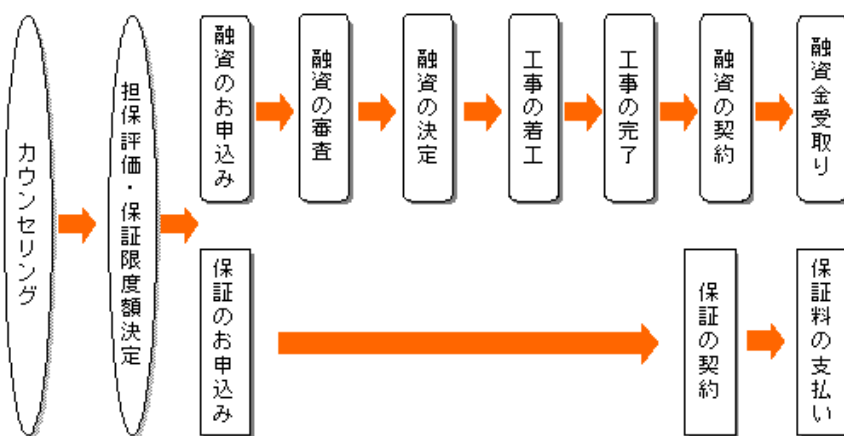 カウンセリング
担保評価・保証限度額決定
融資のお申込み
融資の審査
融資の決定
工事の着工
工事の完了
融資の契約
融資金受取り
保証のお申込み
保証の契約
保証料の支払い